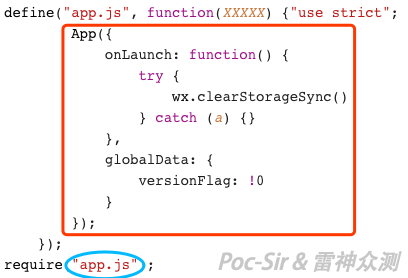 define("app.js", function(XXXXX) {"use strict";
App({
onLaunch: function() {
try {
wx.clearStorageSync()
} catch (a) {}
},
globalData: {
versionFlag: !0
}
});
});
require "app.js" ;
Poc-Sir & 雷神众测